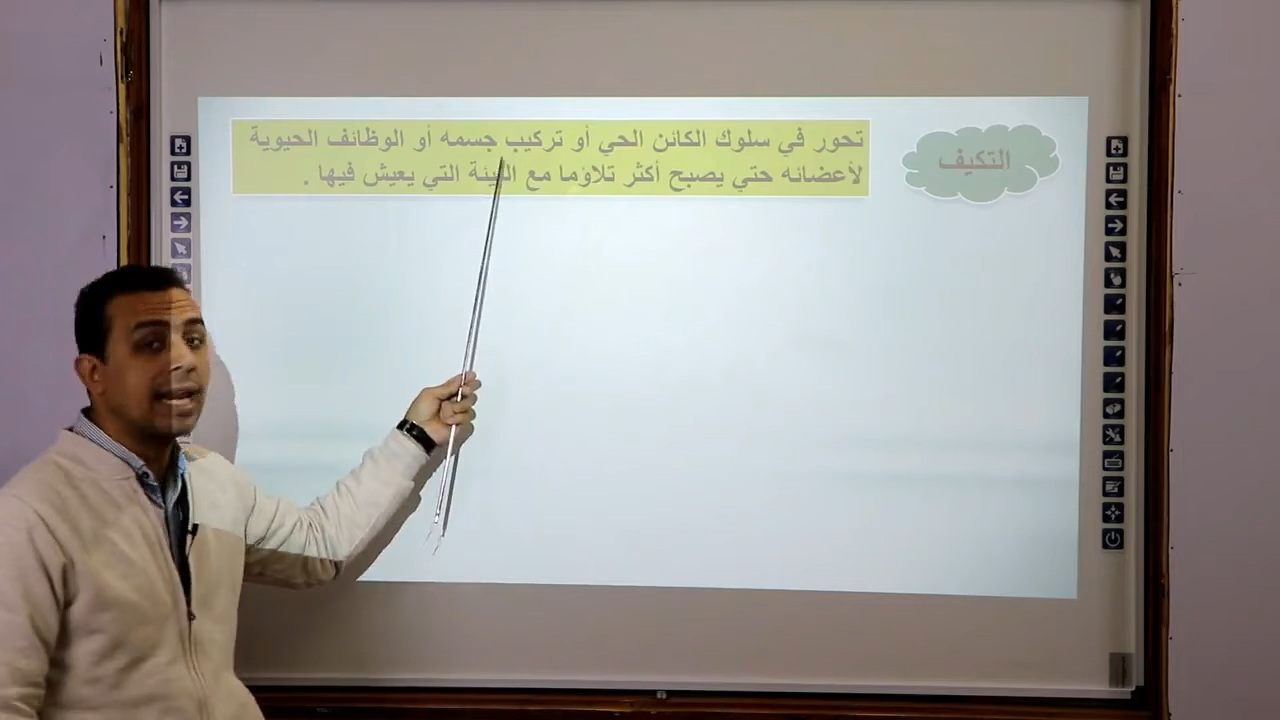 التكيف
تحور في سلوك الكائن الحي أو تركيب جسمه أو الوظائف الحيوية
لأعضائه حتي يصبح أكثر تلاؤما مع البيئة التي يعيش فيها .